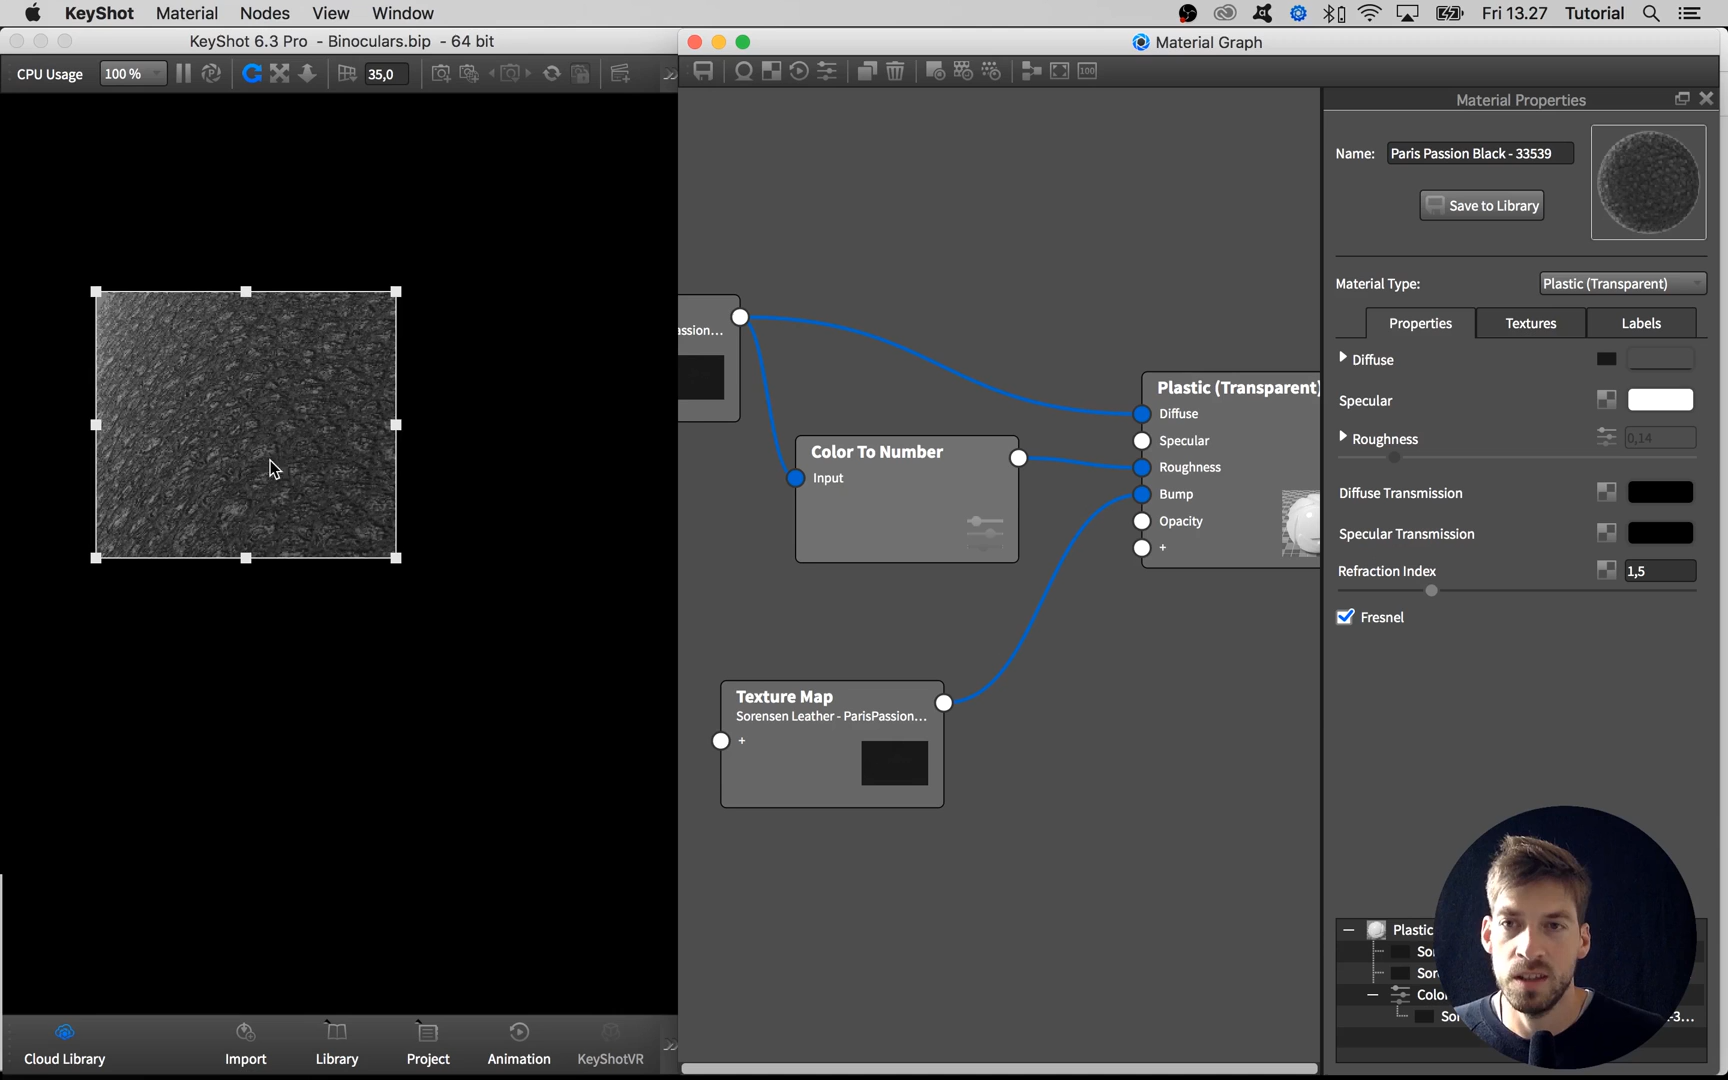 KeyShot Material Nodes View Window Fri 13.27 Tutorial
KeyShot 6.3 Pro - Binoculars.bip - 64 bit
Material Graph
CPU Usage 100 % 35,0
100
Material Properties
Name: Paris Passion Black - 33539
Save to Library
Material Type: Plastic (Transparent)
Properties Textures Labels
Diffuse
Specular
Roughness 0,14
Diffuse Transmission
Specular Transmission
Refraction Index 1,5
Fresnel
assion...
Color To Number
Input
Plastic (Transparent)
Diffuse
Specular
Roughness
Bump
Opacity
+
Texture Map
Sorensen Leather - ParisPassion...
+
Plastic
Sor
Sor
Color
So -3...
Cloud Library Import Library Project Animation KeyShotVR